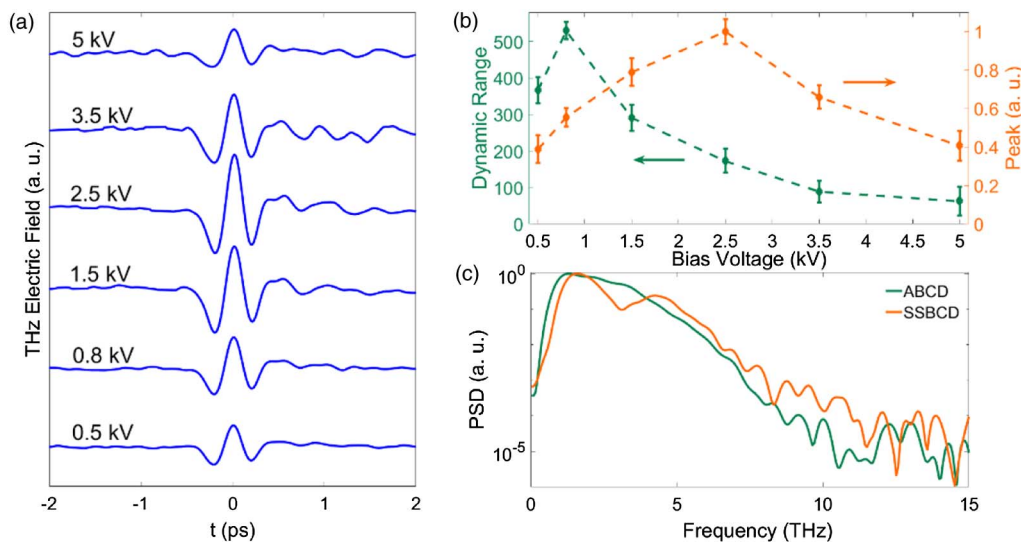 (a)
5 kV
3.5 kV
2.5 kV
1.5 kV
0.8 kV
0.5 kV
THz Electric Field (a. u.)
-2 -1 0 1 2
t (ps)
(b)
500
400
300
200
100
0
Dynamic Range
1
0.8
0.6
0.4
0.2
0
Peak (a. u.)
0.5 1 1.5 2 2.5 3 3.5 4 4.5 5
Bias Voltage (kV)
(c)
10⁰
10⁻⁵
PSD (a. u.)
ABCD
SSBCD
0 5 10 15
Frequency (THz)